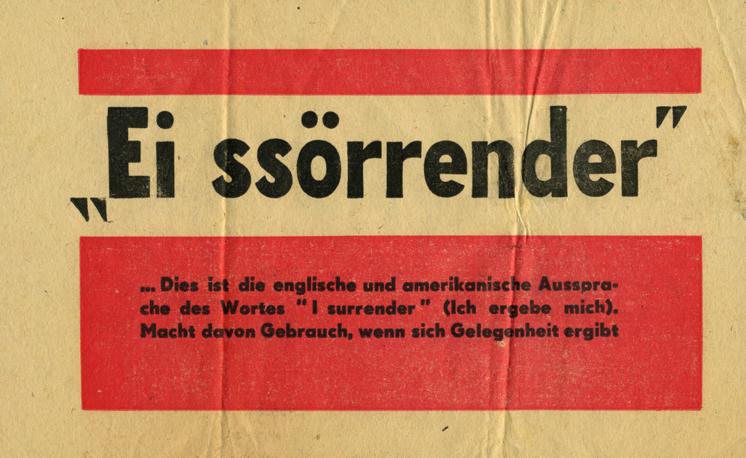 „Ei ssörrender”
... Dies ist die englische und amerikanische Ausspra-
che des Wortes "I surrender" (Ich ergebe mich).
Macht davon Gebrauch, wenn sich Gelegenheit ergibt